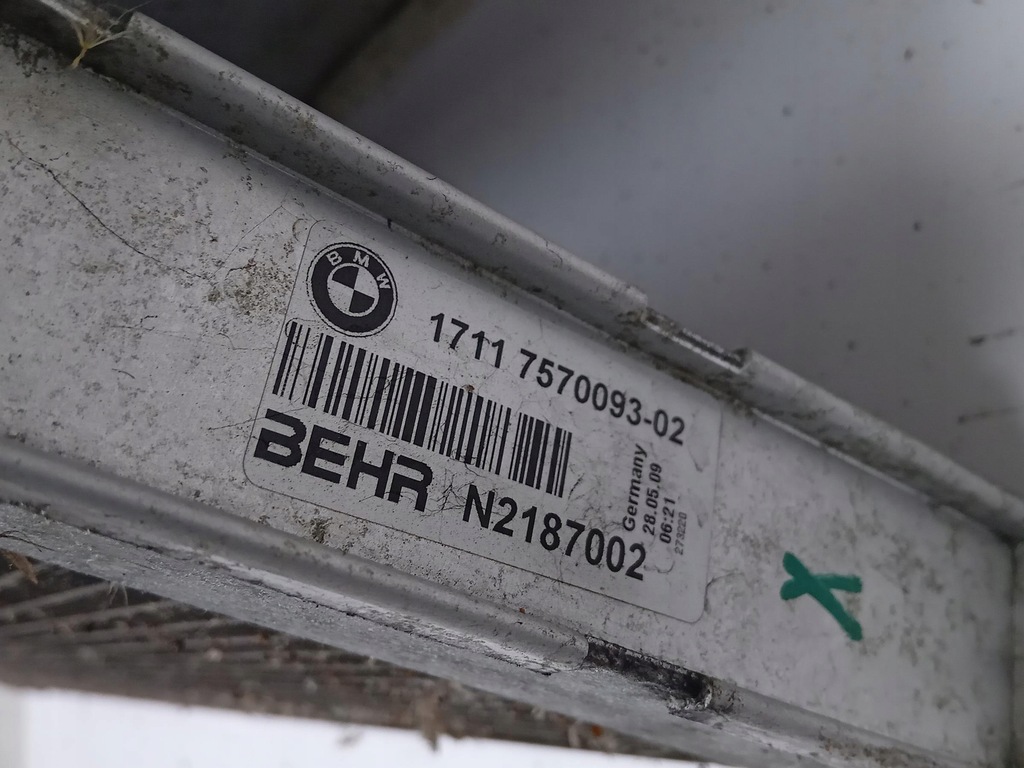 BMW
1711 7570093-02
BEHR N2187002
Germany
28.05.09
06:21